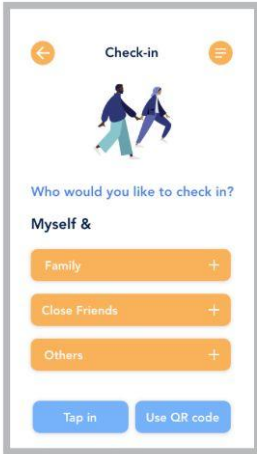 Check-in
Who would you like to check in?
Myself &
Family +
Close Friends +
Others +
Tap in
Use QR code